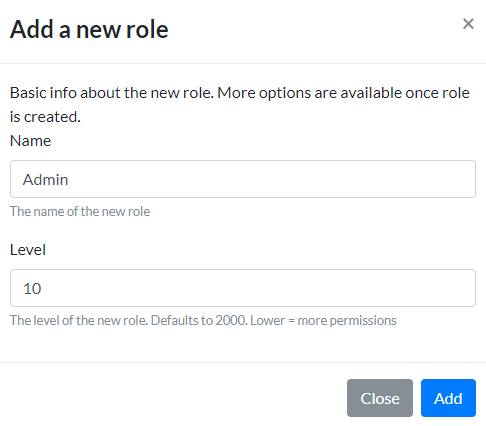 Add a new role
×
Basic info about the new role. More options are available once role
is created.
Name
Admin
The name of the new role
Level
10
The level of the new role. Defaults to 2000. Lower = more permissions
Close
Add